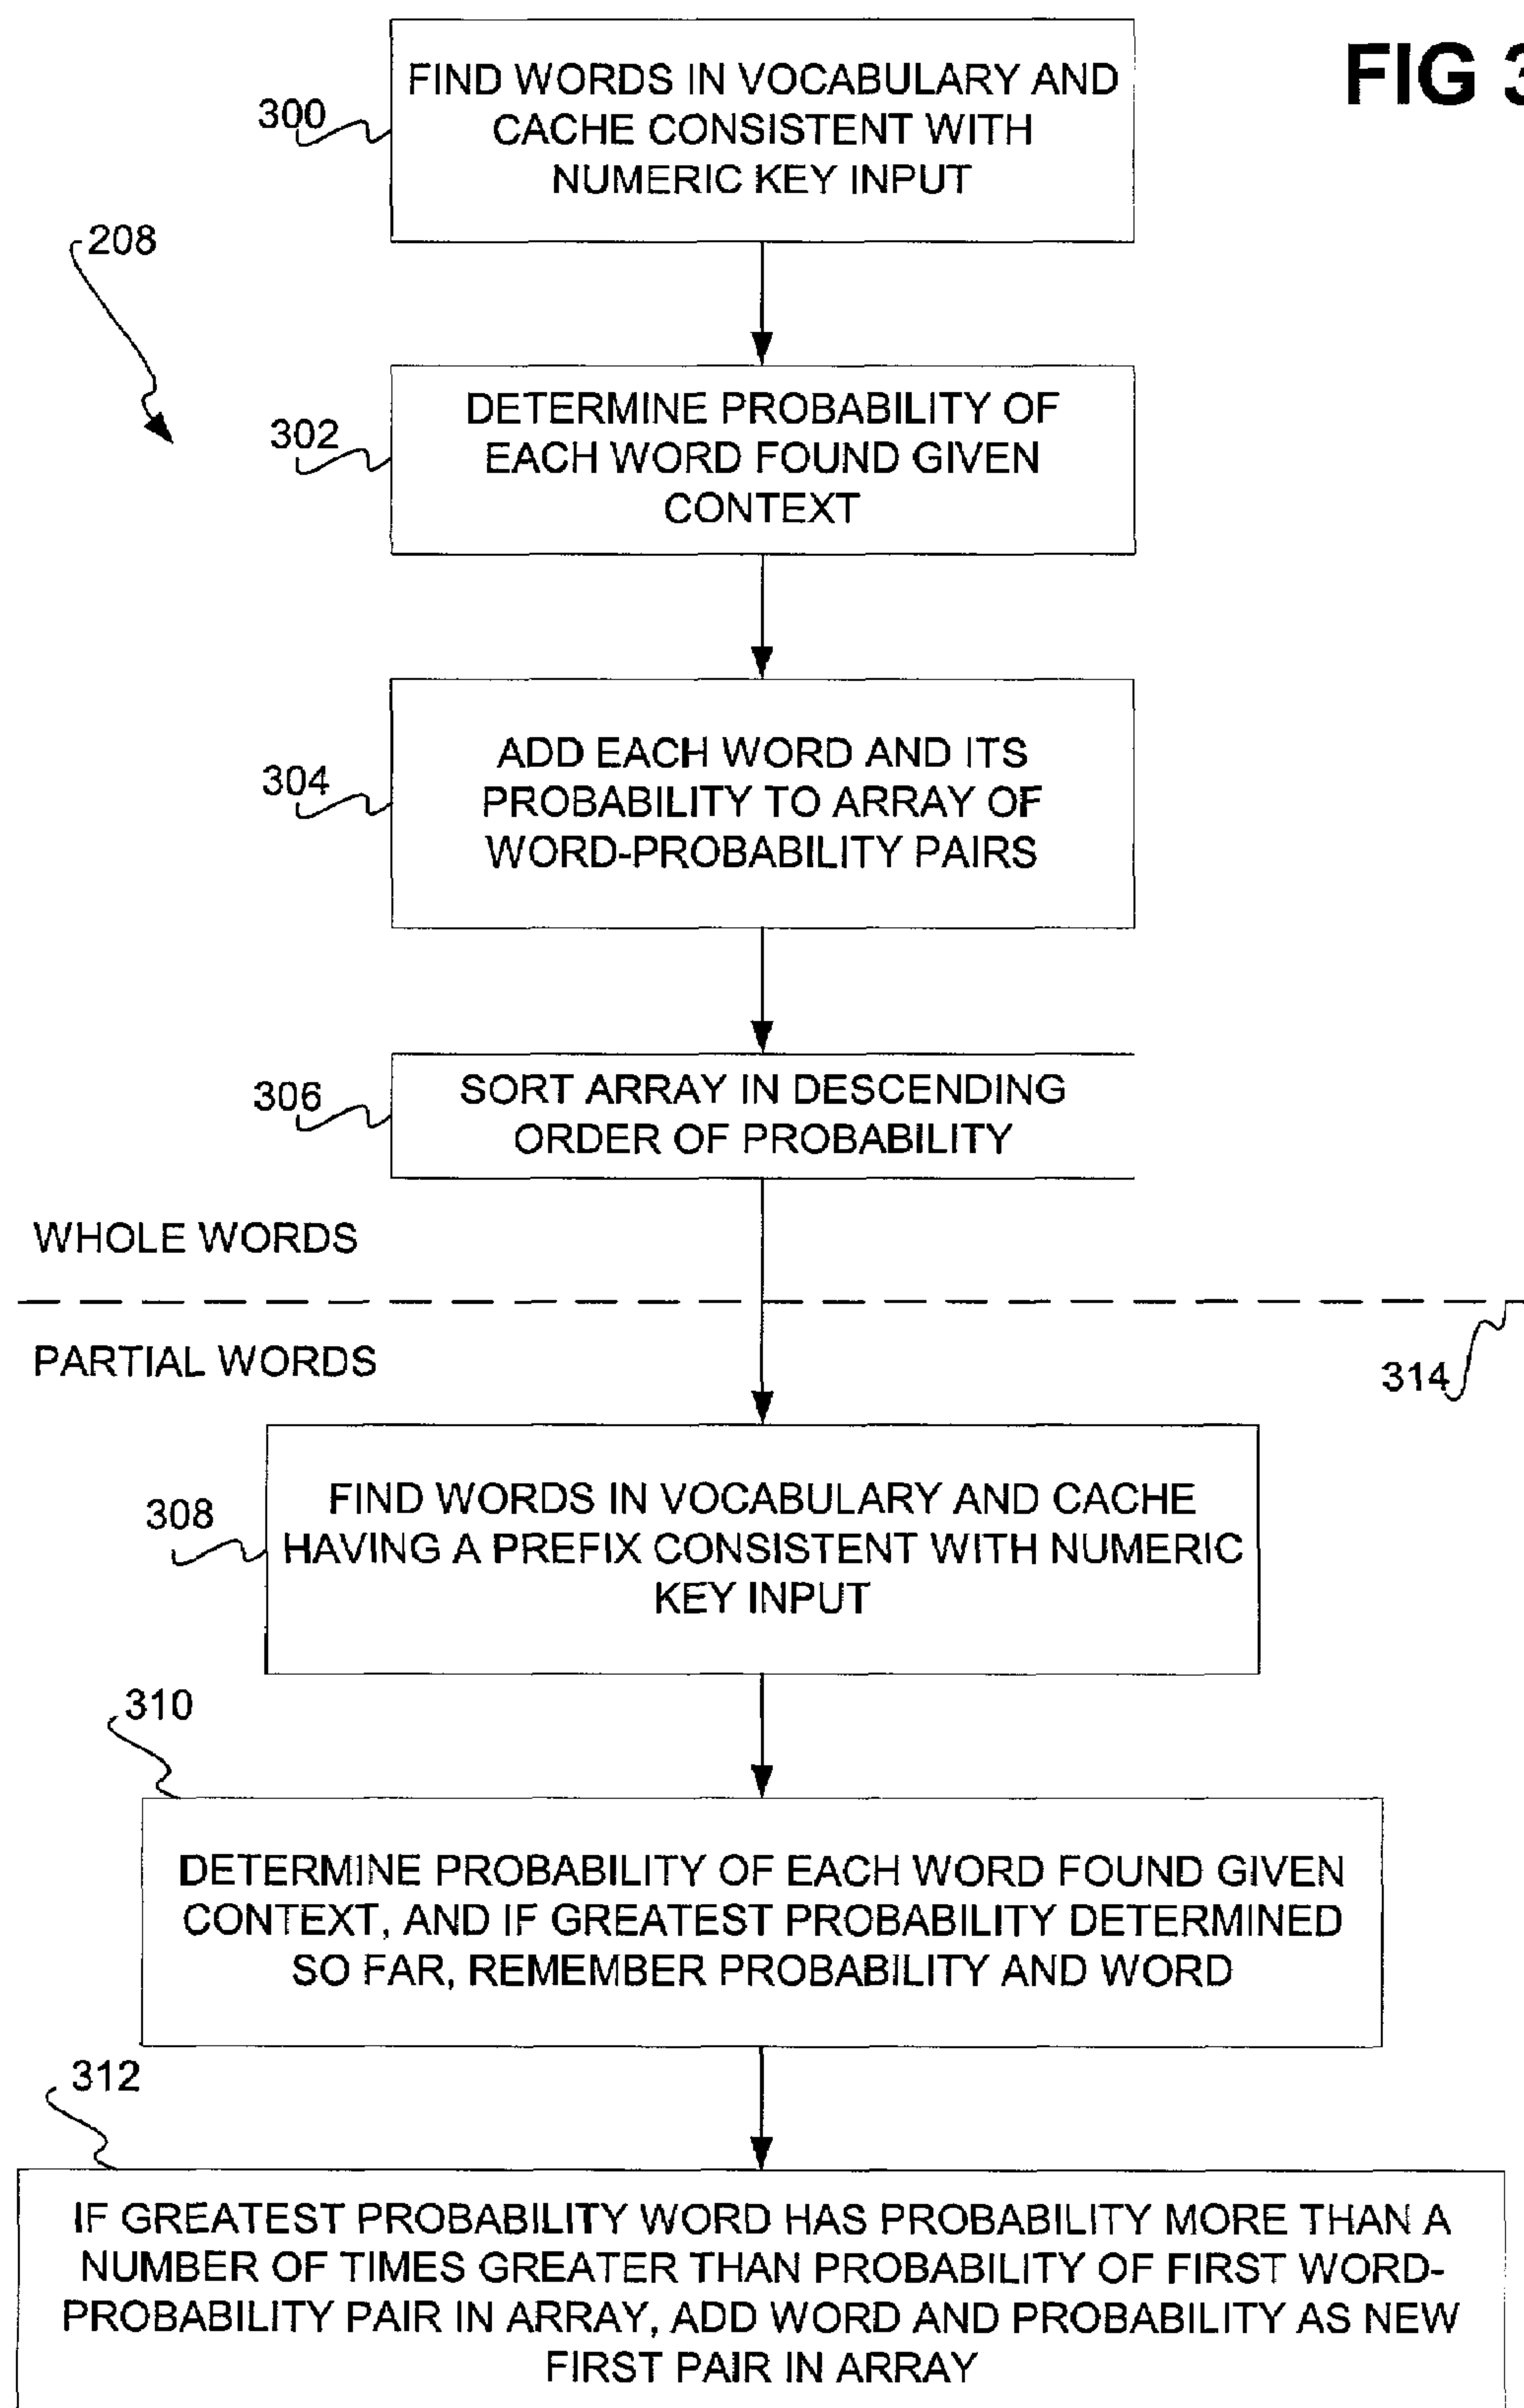 FIG 3
300
FIND WORDS IN VOCABULARY AND
CACHE CONSISTENT WITH
NUMERIC KEY INPUT
208
302
DETERMINE PROBABILITY OF
EACH WORD FOUND GIVEN
CONTEXT
304
ADD EACH WORD AND ITS
PROBABILITY TO ARRAY OF
WORD-PROBABILITY PAIRS
306
SORT ARRAY IN DESCENDING
ORDER OF PROBABILITY
WHOLE WORDS
PARTIAL WORDS
314
308
FIND WORDS IN VOCABULARY AND CACHE
HAVING A PREFIX CONSISTENT WITH NUMERIC
KEY INPUT
310
DETERMINE PROBABILITY OF EACH WORD FOUND GIVEN
CONTEXT, AND IF GREATEST PROBABILITY DETERMINED
SO FAR, REMEMBER PROBABILITY AND WORD
312
IF GREATEST PROBABILITY WORD HAS PROBABILITY MORE THAN A
NUMBER OF TIMES GREATER THAN PROBABILITY OF FIRST WORD-
PROBABILITY PAIR IN ARRAY, ADD WORD AND PROBABILITY AS NEW
FIRST PAIR IN ARRAY